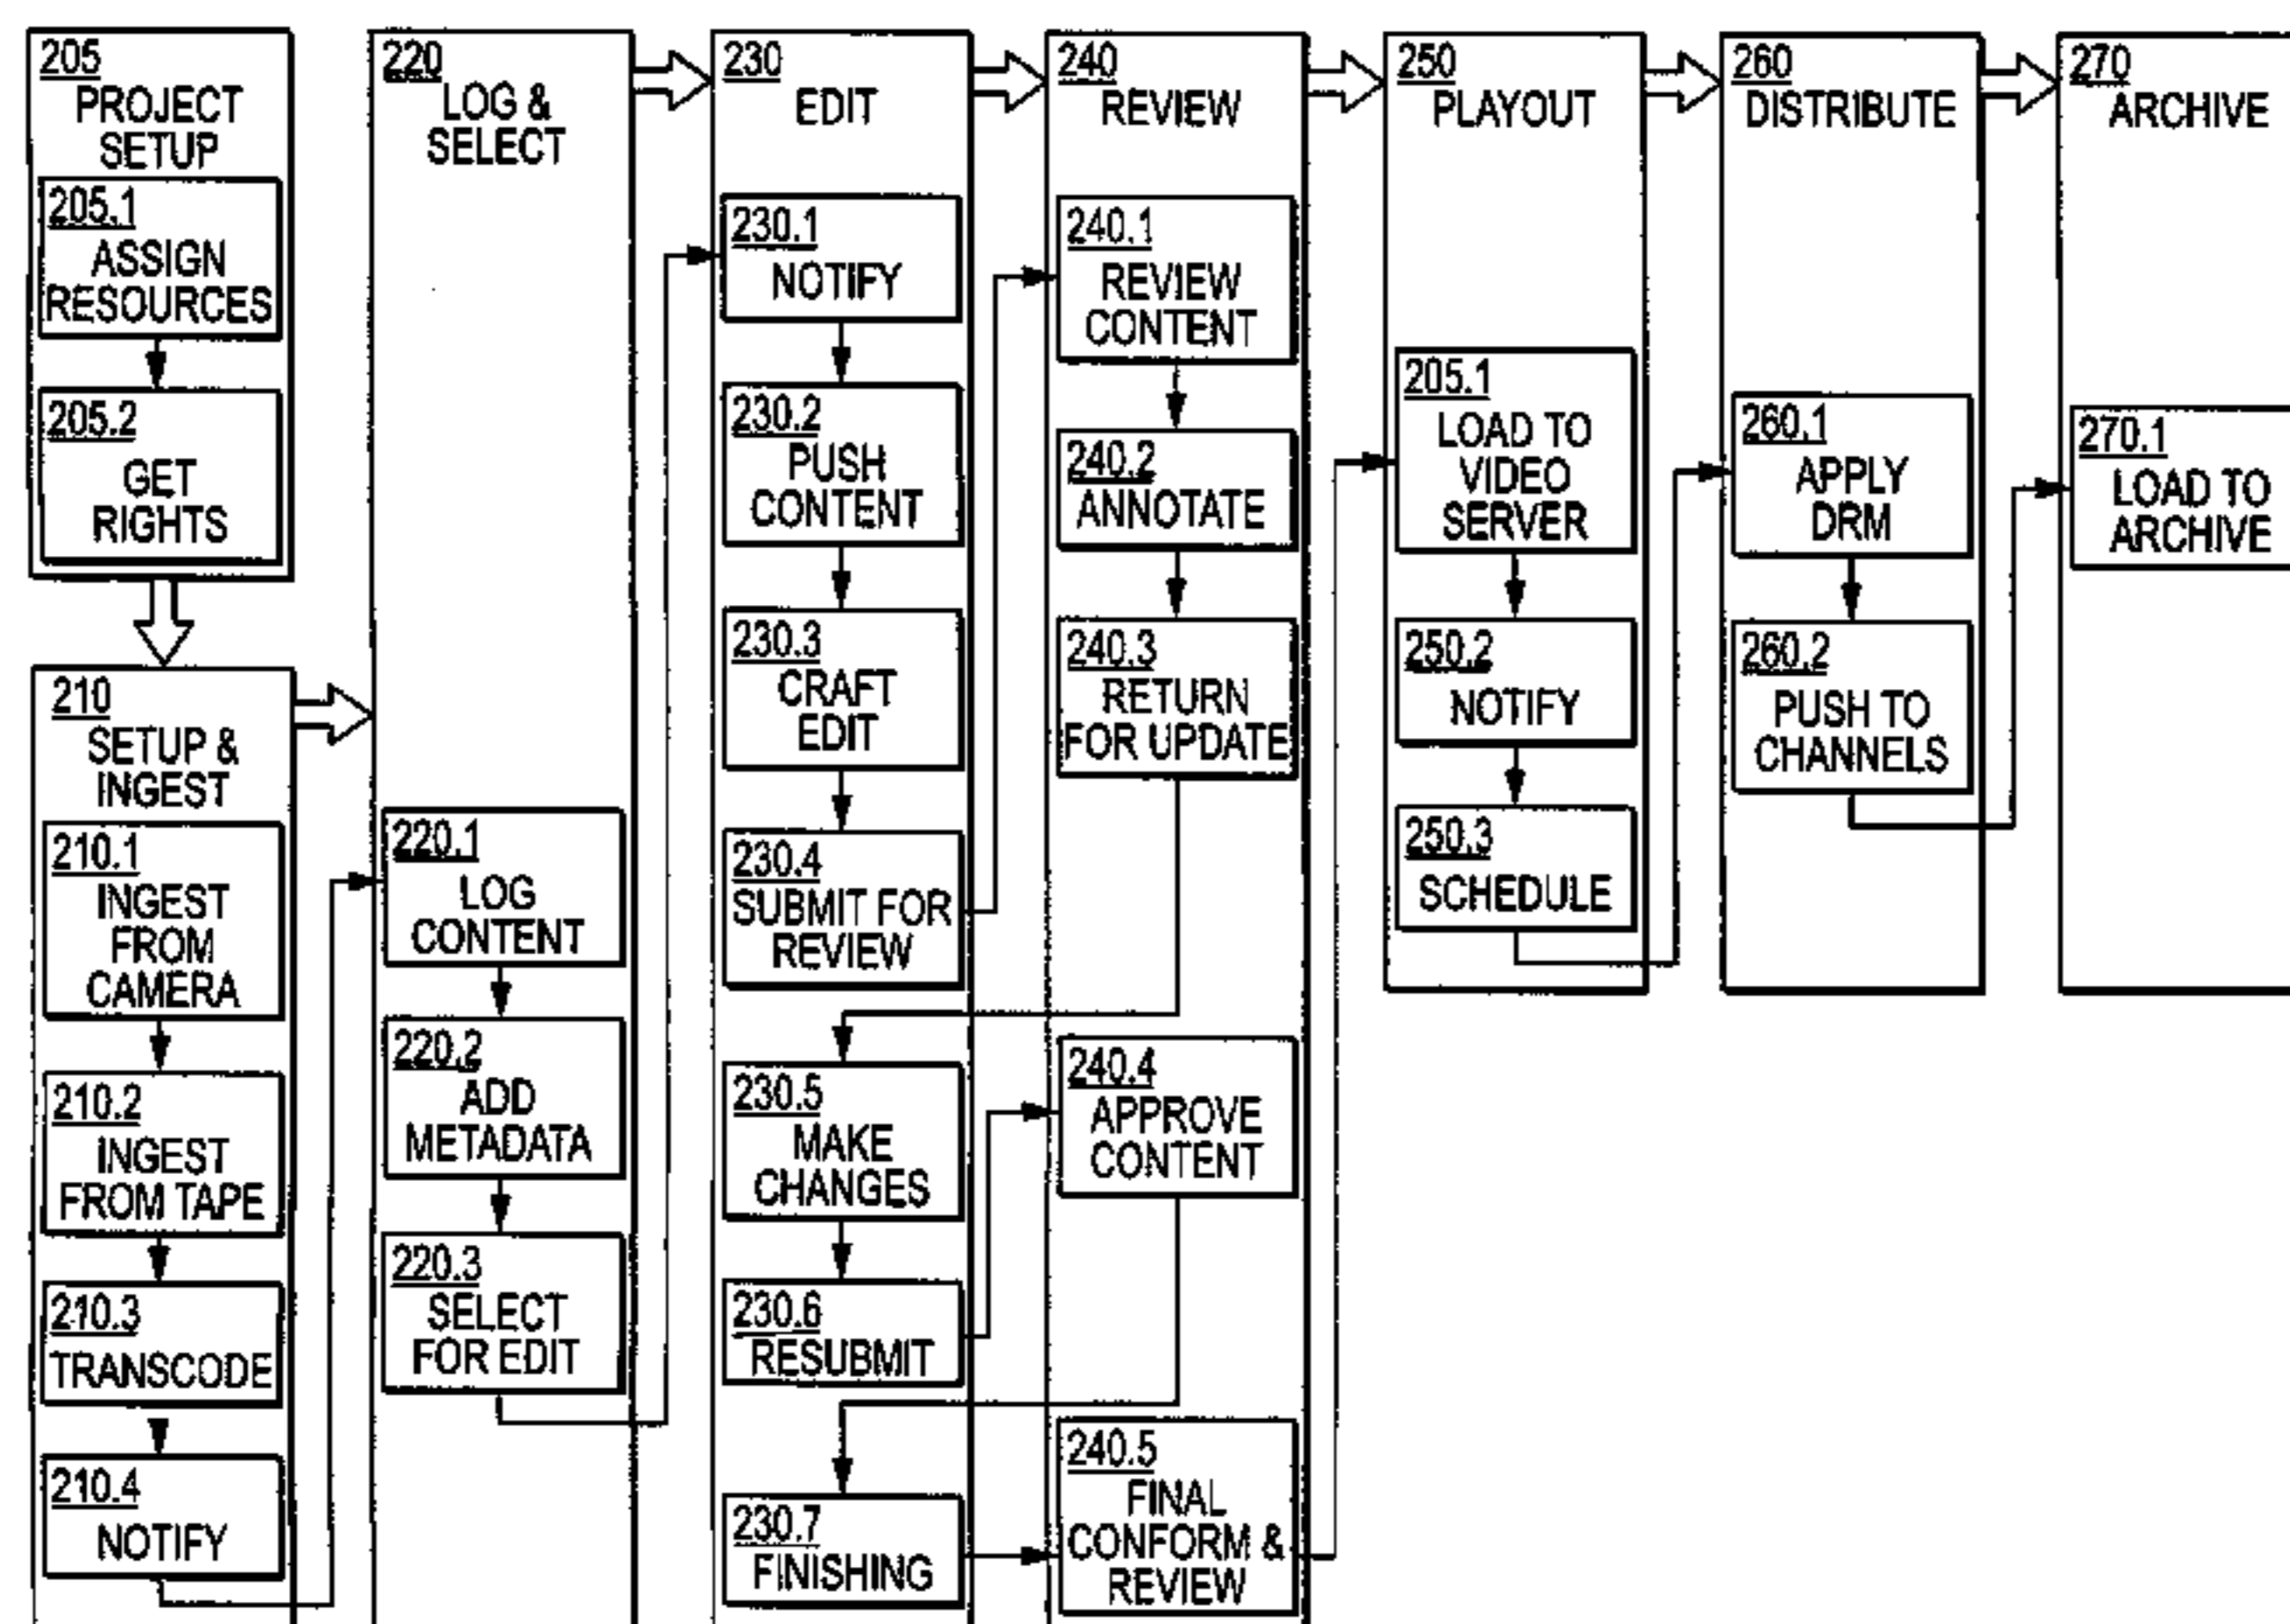 205
PROJECT
SETUP
205.1
ASSIGN
RESOURCES
205.2
GET
RIGHTS
210
SETUP &
INGEST
210.1
INGEST
FROM
CAMERA
210.2
INGEST
FROM TAPE
210.3
TRANSCODE
210.4
NOTIFY
220
LOG &
SELECT
220.1
LOG
CONTENT
220.2
ADD
METADATA
220.3
SELECT
FOR EDIT
230
EDIT
230.1
NOTIFY
230.2
PUSH
CONTENT
230.3
CRAFT
EDIT
230.4
SUBMIT FOR
REVIEW
230.5
MAKE
CHANGES
230.6
RESUBMIT
230.7
FINISHING
240
REVIEW
240.1
REVIEW
CONTENT
240.2
ANNOTATE
240.3
RETURN
FOR UPDATE
240.4
APPROVE
CONTENT
240.5
FINAL
CONFORM &
REVIEW
250
PLAYOUT
205.1
LOAD TO
VIDEO
SERVER
250.2
NOTIFY
250.3
SCHEDULE
260
DISTRIBUTE
260.1
APPLY
DRM
260.2
PUSH TO
CHANNELS
270
ARCHIVE
270.1
LOAD TO
ARCHIVE